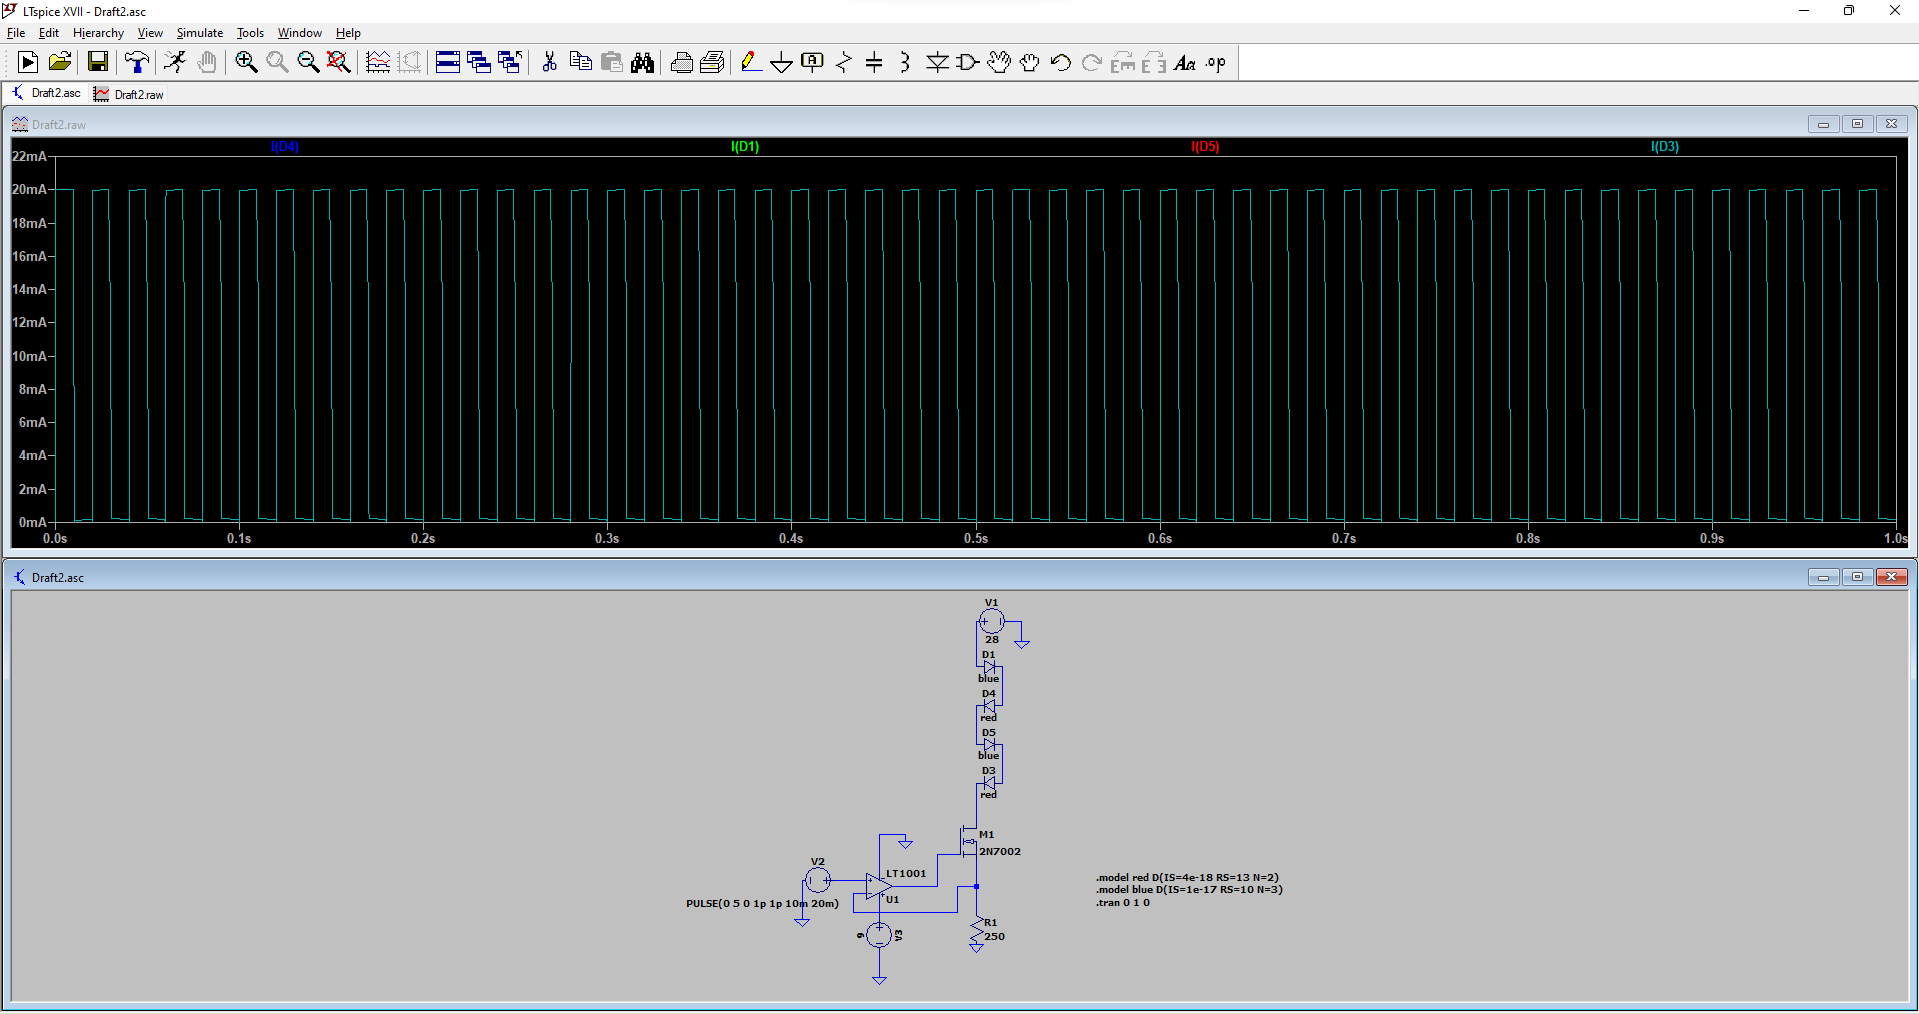 LTspice XVII - Draft2.asc
File Edit Hierarchy View Simulate Tools Window Help
Draft2.asc Draft2.raw
Draft2.raw
I(D4) I(D1) I(D5) I(D3)
22mA
20mA
18mA
16mA
14mA
12mA
10mA
8mA
6mA
4mA
2mA
0mA
0.0s 0.1s 0.2s 0.3s 0.4s 0.5s 0.6s 0.7s 0.8s 0.9s 1.0s
Draft2.asc
V1
28
D1
blue
D4
red
D5
blue
D3
red
M1
2N7002
V2
LT1001
U1
PULSE(0 5 0 1p 1p 10m 20m)
9
V3
R1
250
.model red D(IS=4e-18 RS=13 N=2)
.model blue D(IS=1e-17 RS=10 N=3)
.tran 0 1 0